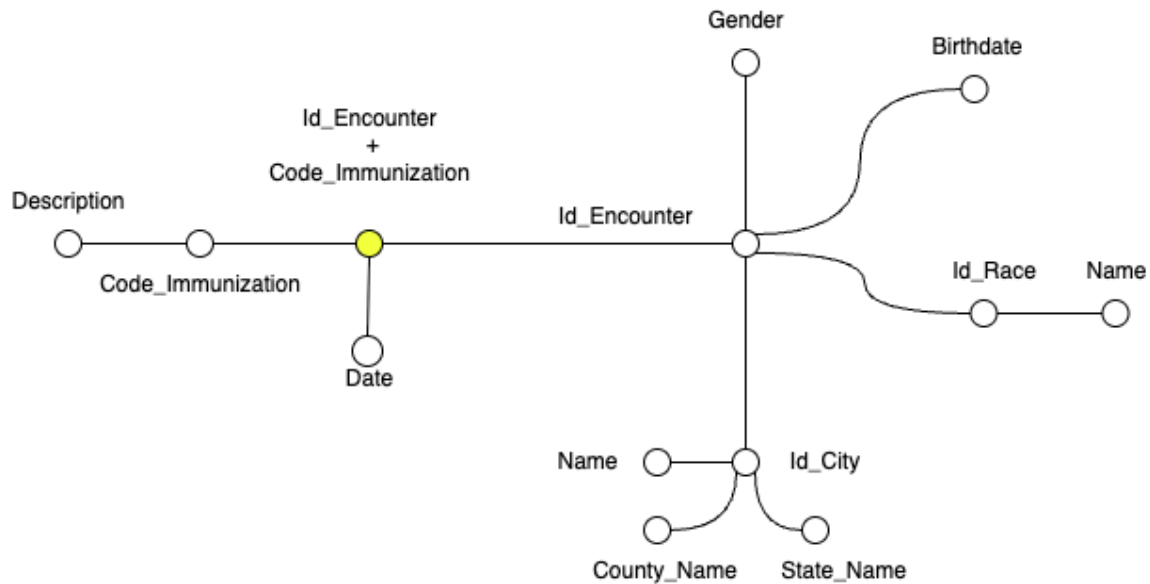 Gender
Birthdate
Id_Encounter
+
Code_Immunization
Description
Id_Encounter
Code_Immunization
Id_Race
Name
Date
Name
Id_City
County_Name
State_Name